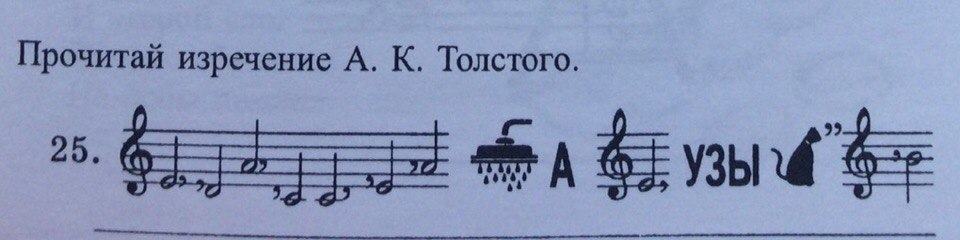 Прочитай изречение А. К. Толстого.
25. А УЗЫ ”